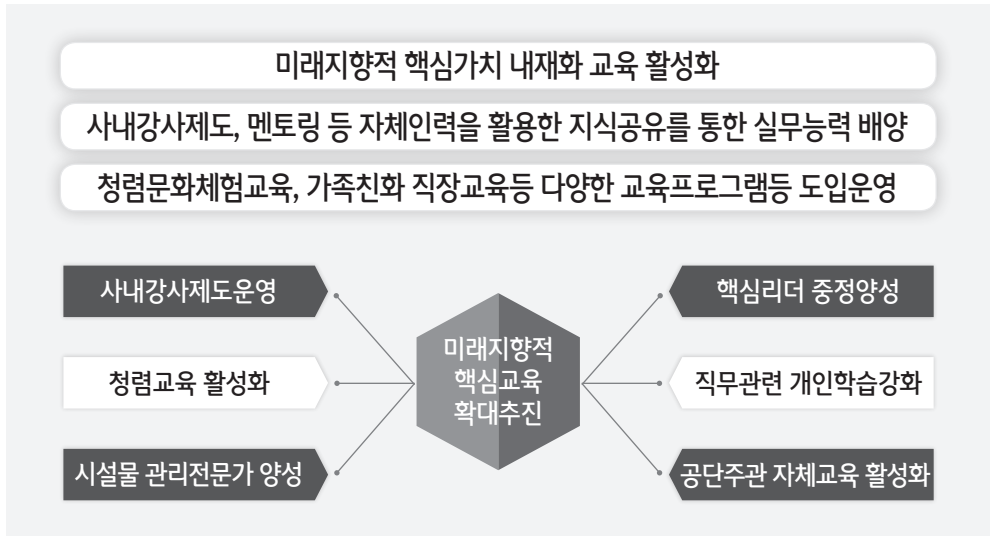 미래지향적 핵심가치 내재화 교육 활성화
사내강사제도, 멘토링 등 자체인력을 활용한 지식공유를 통한 실무능력 배양
청렴문화체험교육, 가족친화 직장교육등 다양한 교육프로그램등 도입운영
사내강사제도운영
청렴교육 활성화
시설물 관리전문가 양성
미래지향적
핵심교육
확대추진
핵심리더 중정양성
직무관련 개인학습강화
공단주관 자체교육 활성화